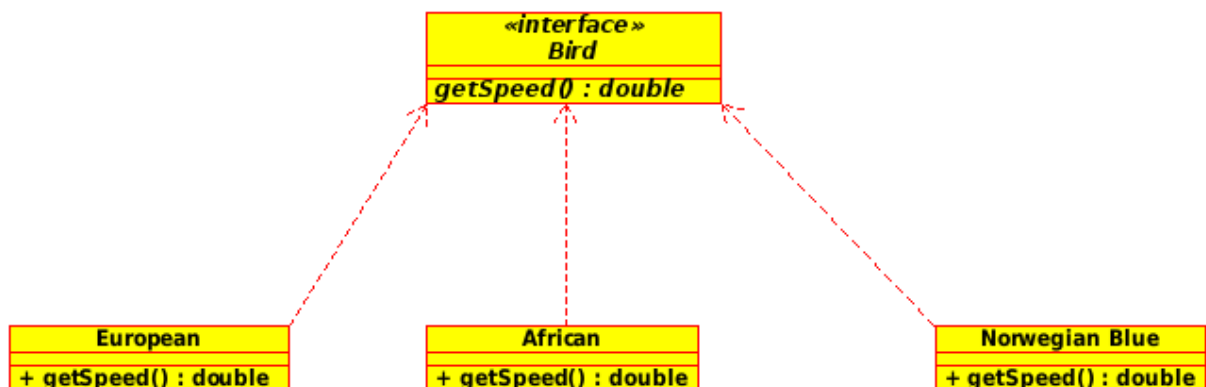 «interface»
Bird
getSpeed() : double
European
African
Norwegian Blue
+ getSpeed() : double
+ getSpeed() : double
+ getSpeed() : double